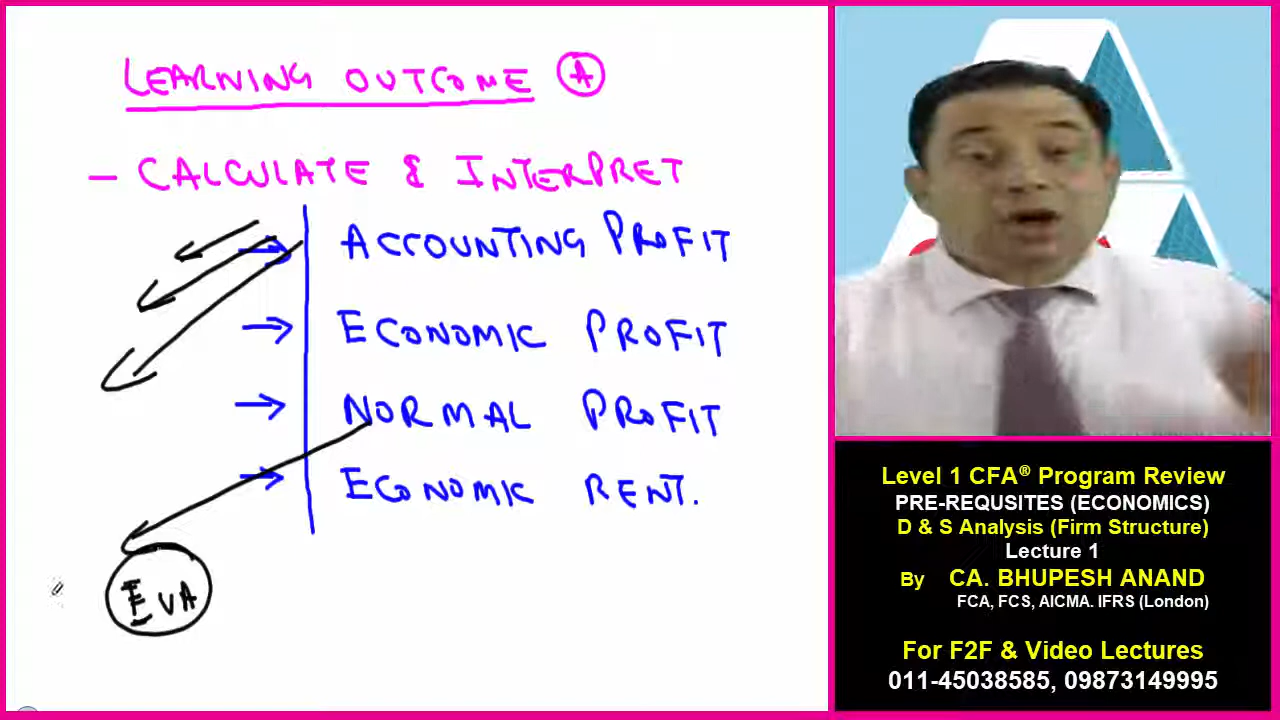 LEARNING OUTCOME A
- CALCULATE & INTERPRET
→ ACCOUNTING PROFIT
→ ECONOMIC PROFIT
→ NORMAL PROFIT
→ ECONOMIC RENT.
EVA
Level 1 CFA® Program Review
PRE-REQUSITES (ECONOMICS)
D & S Analysis (Firm Structure)
Lecture 1
By CA. BHUPESH ANAND
FCA, FCS, AICMA. IFRS (London)
For F2F & Video Lectures
011-45038585, 09873149995